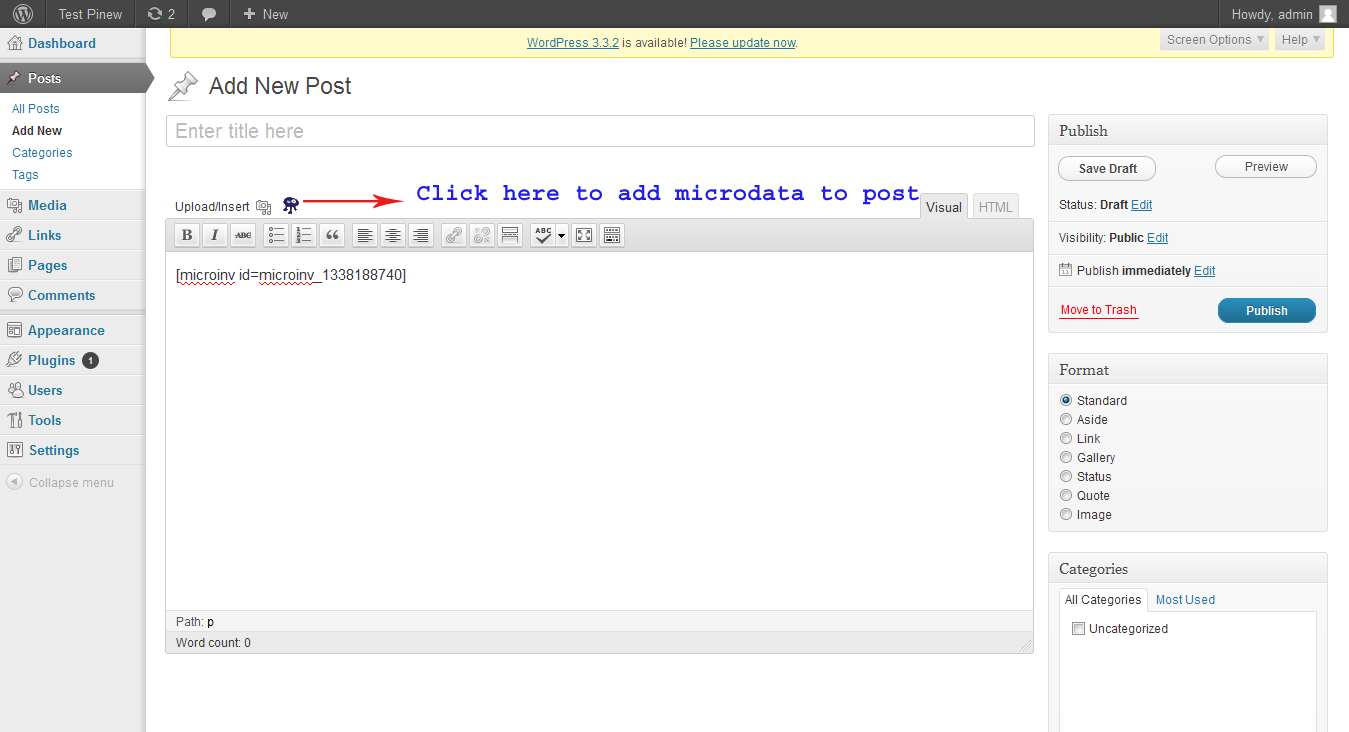 Test Pinew 2 New Howdy, admin
WordPress 3.3.2 is available! Please update now.
Screen Options Help
Dashboard
Posts
All Posts
Add New
Categories
Tags
Media
Links
Pages
Comments
Appearance
Plugins 1
Users
Tools
Settings
Collapse menu
Add New Post
Enter title here
Upload/Insert
Click here to add microdata to post
Visual HTML
B I ABC ABC
[microinv id=microinv_1338188740]
Path: p
Word count: 0
Publish
Save Draft Preview
Status: Draft Edit
Visibility: Public Edit
Publish immediately Edit
Move to Trash Publish
Format
Standard
Aside
Link
Gallery
Status
Quote
Image
Categories
All Categories Most Used
Uncategorized